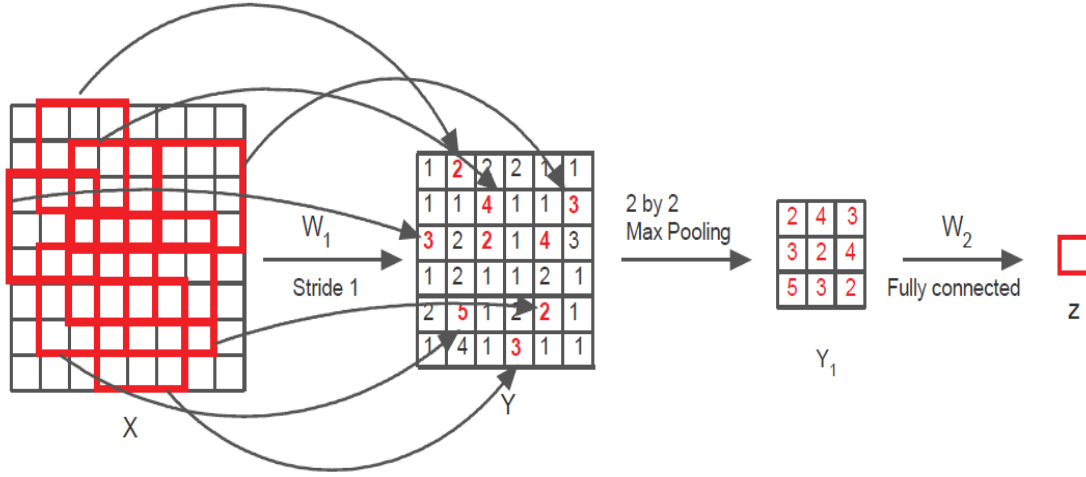 1 2 2 2 1 1
1 1 4 1 1 3
3 2 2 1 4 3
1 2 1 1 2 1
2 5 1 2 2 1
1 4 1 3 1 1
W1
Stride 1
2 by 2
Max Pooling
2 4 3
3 2 4
5 3 2
W2
Fully connected
X
Y
Y1
z